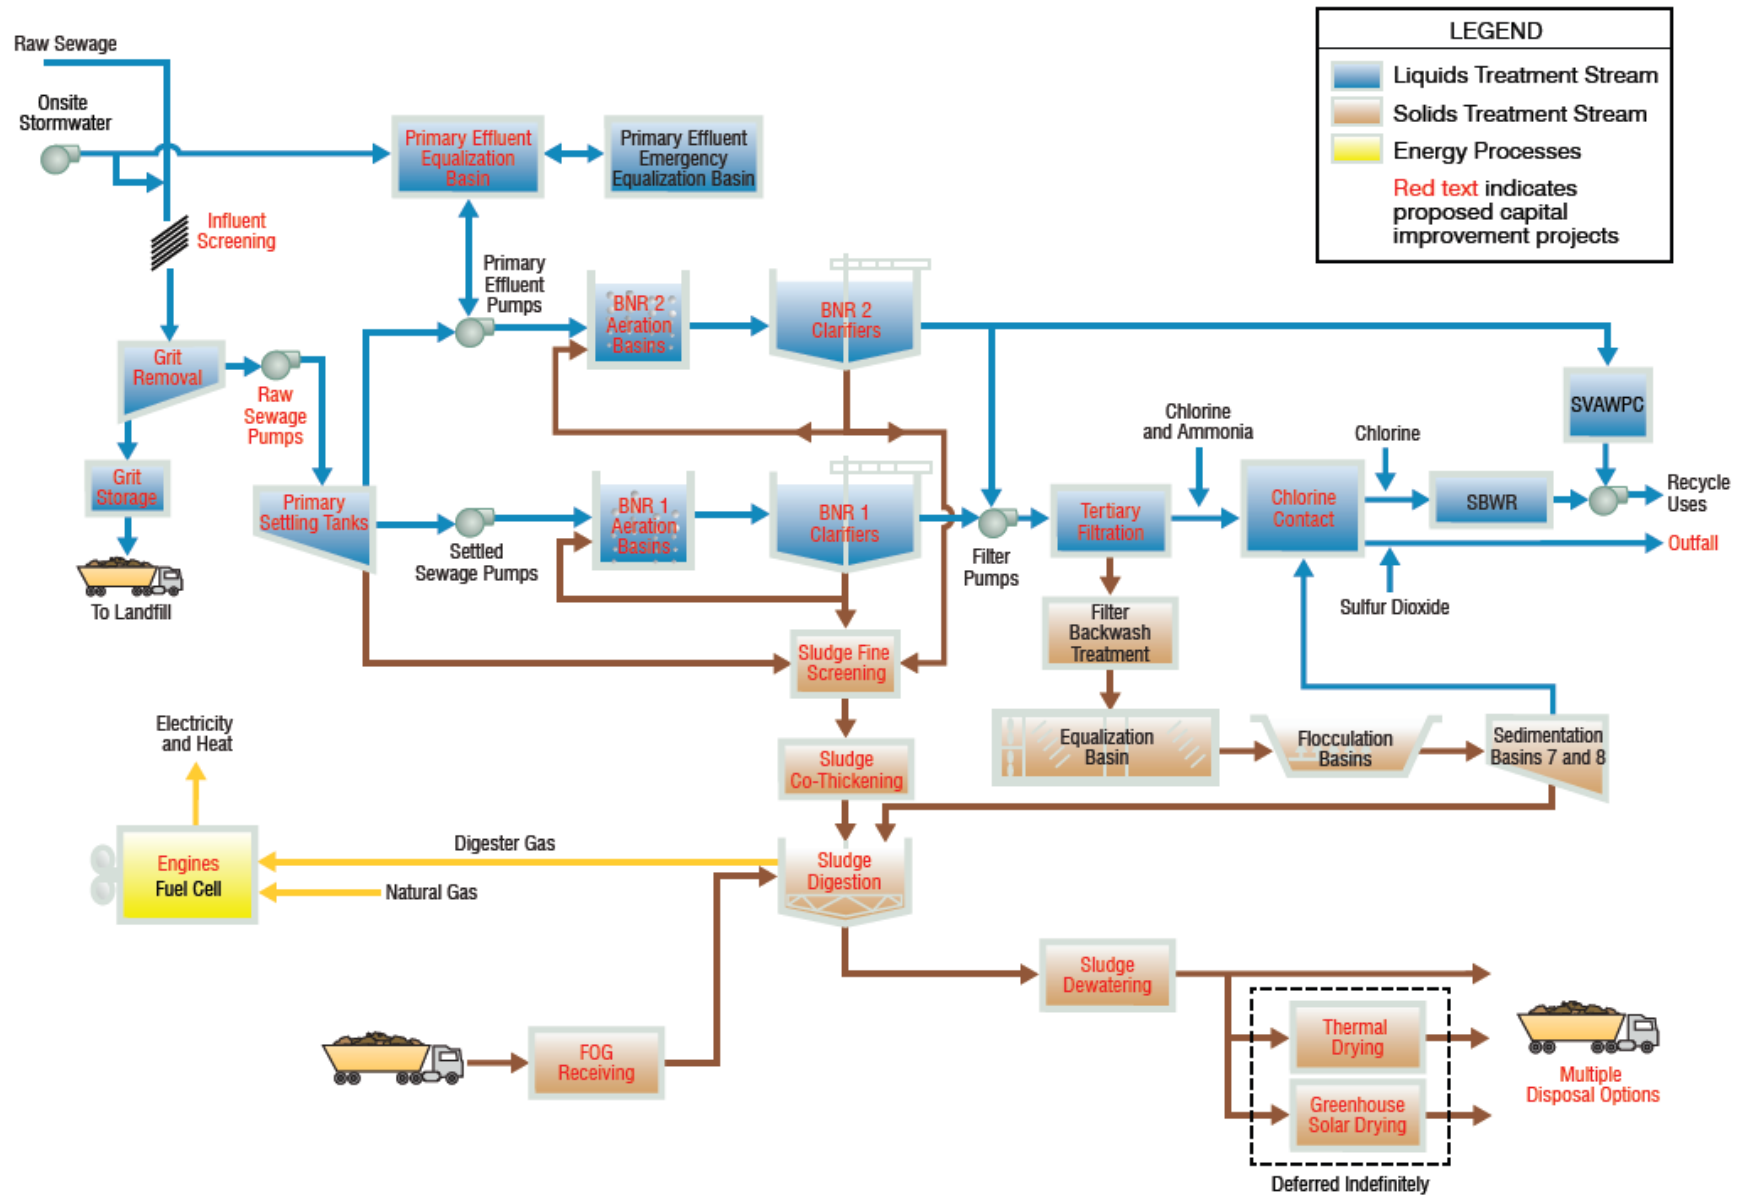 LEGEND
Liquids Treatment Stream
Solids Treatment Stream
Energy Processes
Red text indicates
proposed capital
improvement projects
Raw Sewage
Onsite
Stormwater
Primary Effluent
Equalization
Basin
Primary Effluent
Emergency
Equalization Basin
Influent
Screening
Primary
Effluent
Pumps
BNR 2
Aeration
Basins
BNR 2
Clarifiers
Grit
Removal
Raw
Sewage
Pumps
SVAWPC
Chlorine
and Ammonia
Chlorine
Grit
Storage
Primary
Settling Tanks
Settled
Sewage Pumps
BNR 1
Aeration
Basins
BNR 1
Clarifiers
Filter
Pumps
Tertiary
Filtration
Chlorine
Contact
SBWR
Recycle
Uses
Outfall
Sulfur Dioxide
To Landfill
Filter
Backwash
Treatment
Sludge Fine
Screening
Electricity
and Heat
Sludge
Co-Thickening
Equalization
Basin
Flocculation
Basins
Sedimentation
Basins 7 and 8
Engines
Fuel Cell
Digester Gas
Natural Gas
Sludge
Digestion
Sludge
Dewatering
FOG
Receiving
Thermal
Drying
Greenhouse
Solar Drying
Multiple
Disposal Options
Deferred Indefinitely